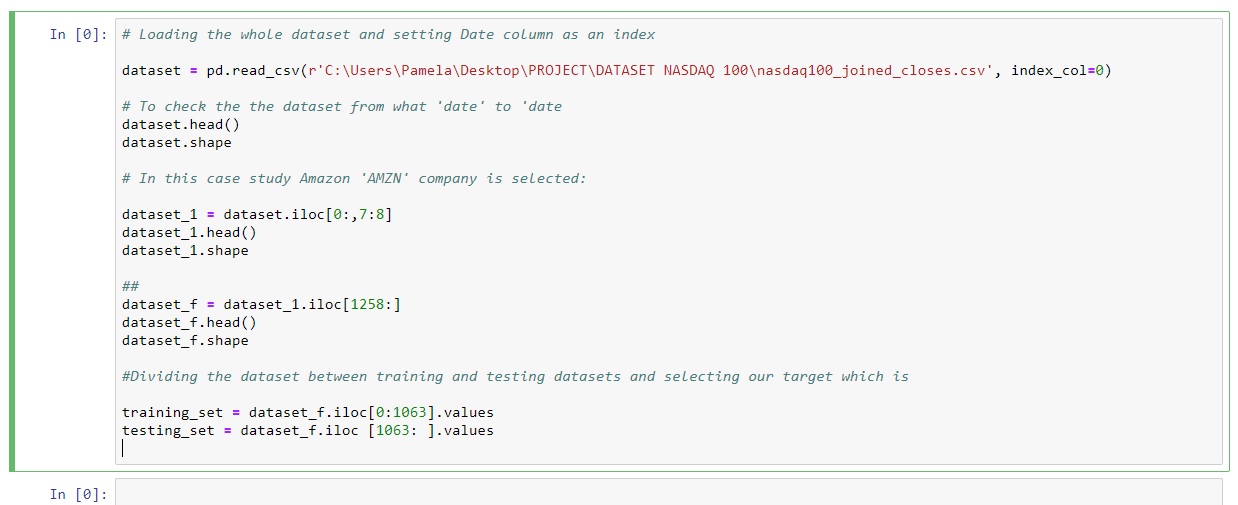 In [0]: # Loading the whole dataset and setting Date column as an index
dataset = pd.read_csv(r'C:\Users\Pamela\Desktop\PROJECT\DATASET NASDAQ 100\nasdaq100_joined_closes.csv', index_col=0)
# To check the the dataset from what 'date' to 'date
dataset.head()
dataset.shape
# In this case study Amazon 'AMZN' company is selected:
dataset_1 = dataset.iloc[0:,7:8]
dataset_1.head()
dataset_1.shape
##
dataset_f = dataset_1.iloc[1258:]
dataset_f.head()
dataset_f.shape
#Dividing the dataset between training and testing datasets and selecting our target which is
training_set = dataset_f.iloc[0:1063].values
testing_set = dataset_f.iloc [1063: ].values
In [0]: